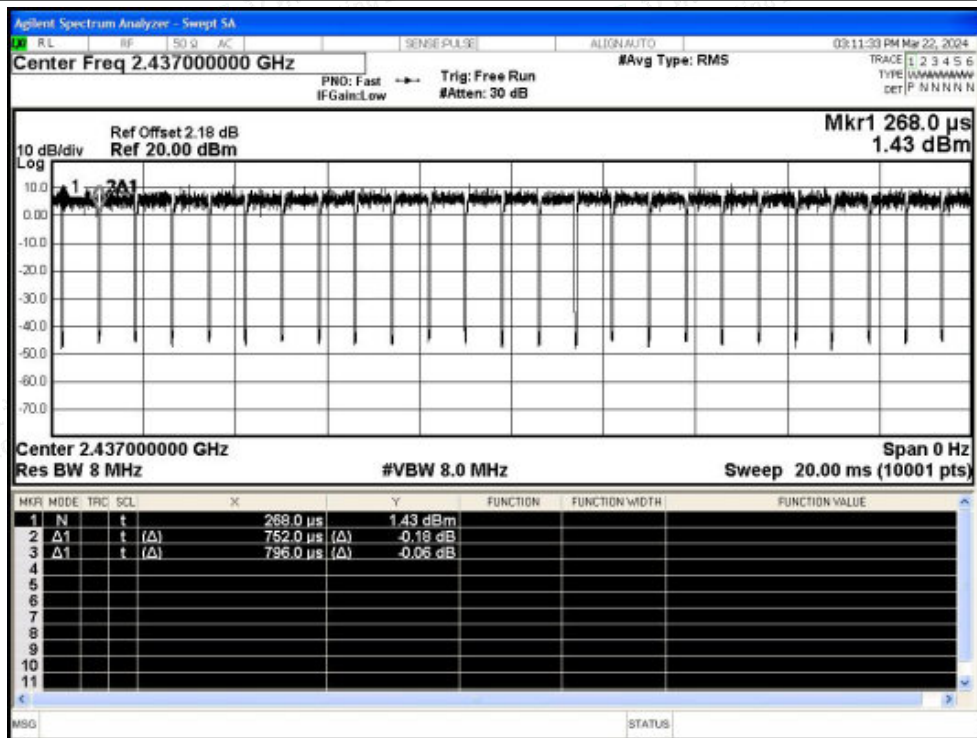 Agilent Spectrum Analyzer - Swept SA
RL RF 50 Ω AC SENSE:PULSE ALIGNAUTO 03:11:33 PM Mar 22, 2024
Center Freq 2.437000000 GHz #Avg Type: RMS TRACE 1 2 3 4 5 6
PNO: Fast Trig: Free Run TYPE
IFGain:Low #Atten: 30 dB DET P N N N N N
Mkr1 268.0 µs
Ref Offset 2.18 dB
10 dB/div Ref 20.00 dBm 1.43 dBm
Log
10.0 1 2Δ1
0.00
-10.0
-20.0
-30.0
-40.0
-50.0
-60.0
-70.0
Center 2.437000000 GHz Span 0 Hz
Res BW 8 MHz #VBW 8.0 MHz Sweep 20.00 ms (10001 pts)
MKR MODE TRC SCL X Y FUNCTION FUNCTION WIDTH FUNCTION VALUE
1 N t 268.0 µs 1.43 dBm
2 Δ1 t (Δ) 752.0 µs (Δ) -0.18 dB
3 Δ1 t (Δ) 796.0 µs (Δ) -0.06 dB
4
5
6
7
8
9
10
11
MSG STATUS